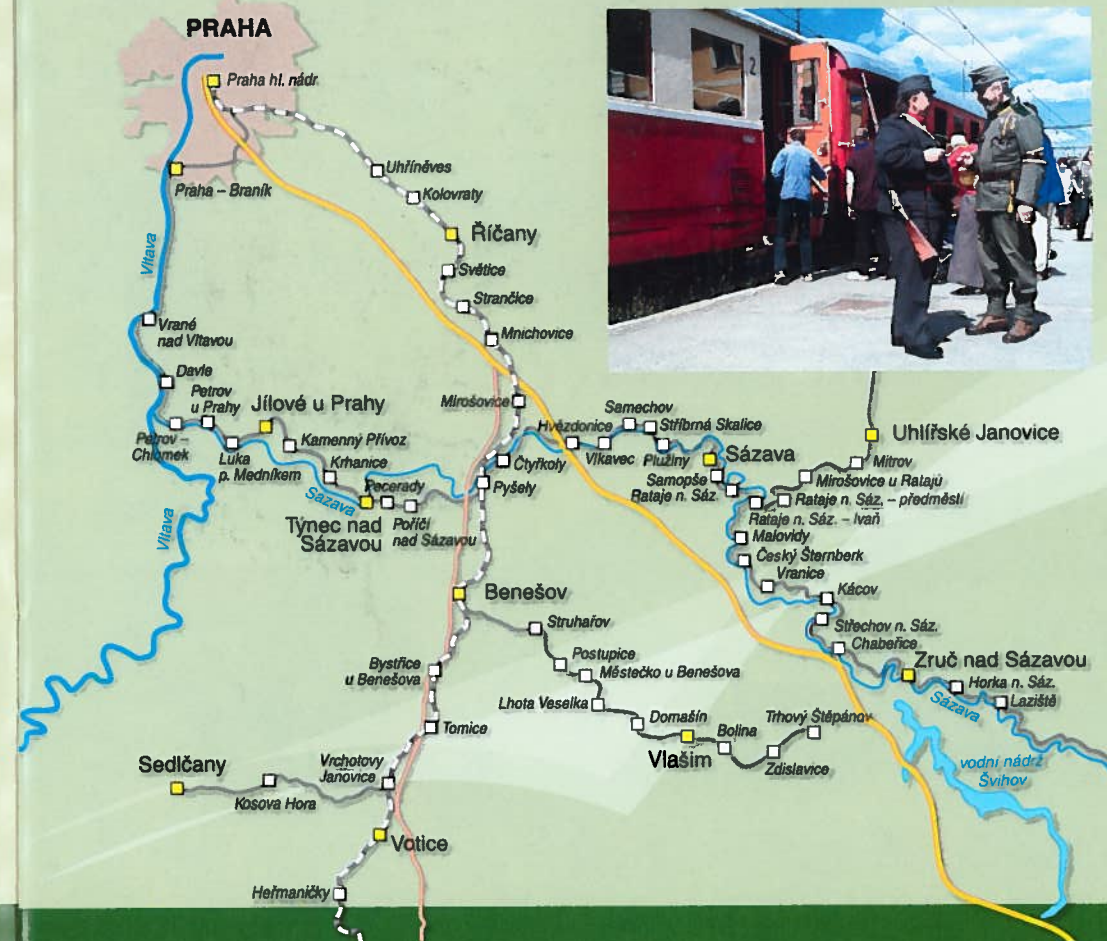 PRAHA
Praha hl. nádr.
Praha – Braník
Uhříněves
Kolovraty
Říčany
Světice
Strančice
Mnichovice
Mirošovice
Vltava
Vrané
nad Vltavou
Davle
Petrov
u Prahy
Petrov –
Chlomek
Jílové u Prahy
Luka
p. Medníkem
Kamenný Přívoz
Krhanice
Sázava
Týnec nad
Sázavou
Pecerady
Poříčí
nad Sázavou
Pyšely
Čtyřkoly
Hvězdonice
Vlkavec
Samechov
Stříbrná Skalice
Plužiny
Sázava
Samopše
Rataje n. Sáz.
Rataje n. Sáz. – Ivaň
Rataje n. Sáz. – předměstí
Mirošovice u Ratajů
Mitrov
Uhlířské Janovice
Malovidy
Český Šternberk
Vranice
Kácov
Střechov n. Sáz.
Chabeřice
Zruč nad Sázavou
Horka n. Sáz.
Laziště
Sázava
vodní nádrž
Švihov
Vltava
Benešov
Struhařov
Postupice
Městečko u Benešova
Lhota Veselka
Domašín
Vlašim
Bolina
Zdislavice
Trhový Štěpánov
Bystřice
u Benešova
Tomice
Vrchotovy
Janovice
Sedlčany
Kosova Hora
Votice
Heřmaničky
2